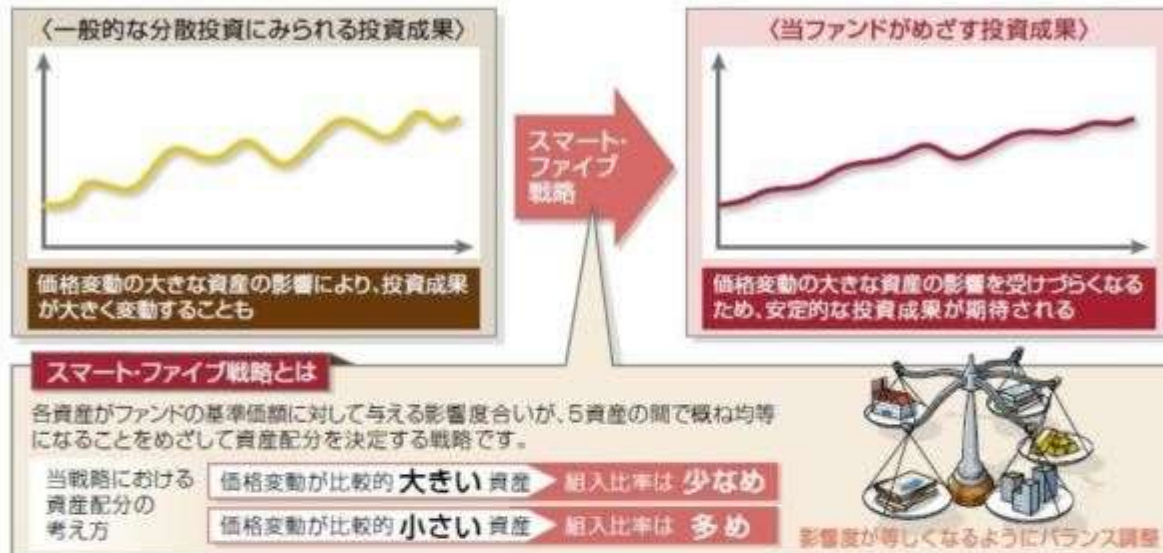 〈一般的な分散投資にみられる投資成果〉
価格変動の大きな資産の影響により、投資成果
が大きく変動することも
スマート・
ファイブ
戦略
〈当ファンドがめざす投資成果〉
価格変動の大きな資産の影響を受けづらくなる
ため、安定的な投資成果が期待される
スマート・ファイブ戦略とは
各資産がファンドの基準価額に対して与える影響度合いが、5資産の間で概ね均等
になることをめざして資産配分を決定する戦略です。
当戦略における
資産配分の
考え方
価格変動が比較的 大きい 資産 組入比率は 少なめ
価格変動が比較的 小さい 資産 組入比率は 多め
影響度が等しくなるようにバランス調整